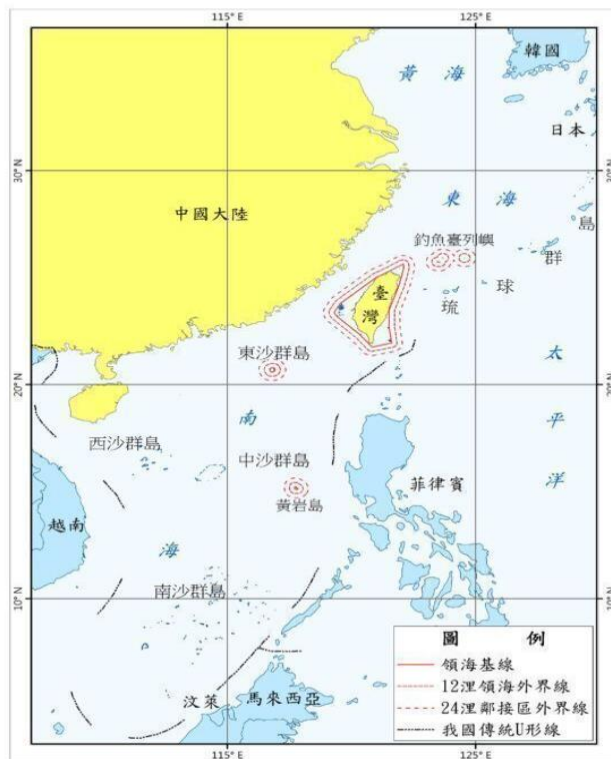 115°E 125°E
韓國
黃海
日本
30°N 30°N
中國大陸
東海
釣魚臺列嶼
琉球群島
臺灣
東沙群島
太平洋
20°N 20°N
南海
西沙群島
中沙群島
黃岩島
菲律賓
越南
南沙群島
10°N 10°N
汶萊
馬來西亞
圖例
領海基線
12浬領海外界線
24浬鄰接區外界線
我國傳統U形線
115°E 125°E